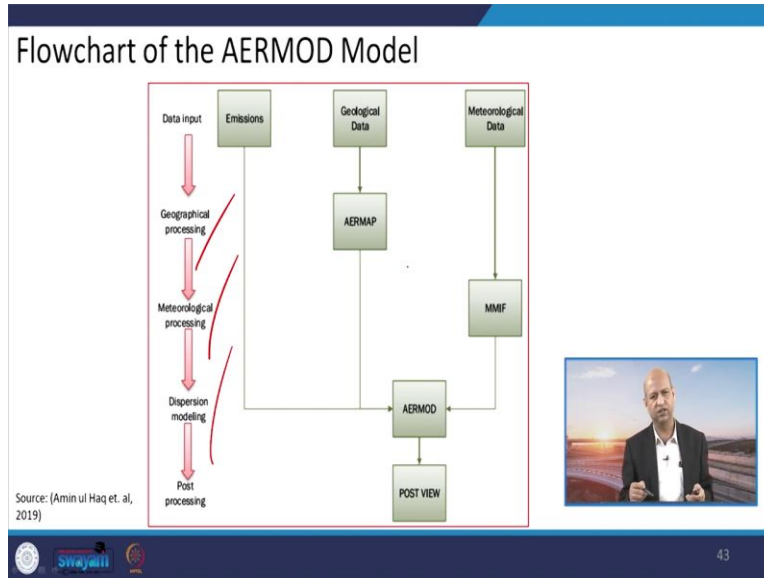 Flowchart of the AERMOD Model
Data input
Emissions
Geological
Data
Meteorological
Data
Geographical
processing
AERMAP
Meteorological
processing
MMIF
Dispersion
modeling
AERMOD
Post
processing
POST VIEW
Source: (Amin ul Haq et. al,
2019)
swayam
43